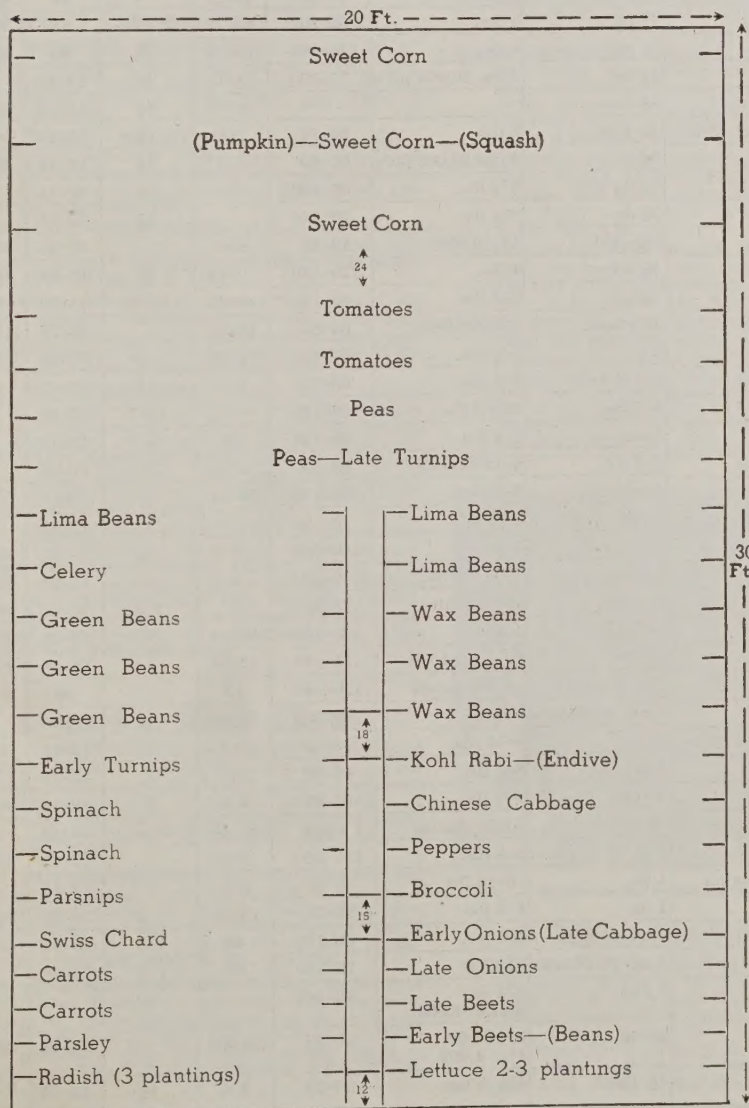 20 Ft.
Sweet Corn
(Pumpkin)—Sweet Corn—(Squash)
Sweet Corn
24
Tomatoes
Tomatoes
Peas
Peas—Late Turnips
Lima Beans
Lima Beans
30 Ft.
Celery
Lima Beans
Green Beans
Wax Beans
Green Beans
Wax Beans
Green Beans
Wax Beans
18
Early Turnips
Kohl Rabi—(Endive)
Spinach
Chinese Cabbage
Spinach
Peppers
Parsnips
Broccoli
15
Swiss Chard
Early Onions (Late Cabbage)
Carrots
Late Onions
Carrots
Late Beets
Parsley
Early Beets—(Beans)
Radish (3 plantings)
Lettuce 2-3 plantings
12